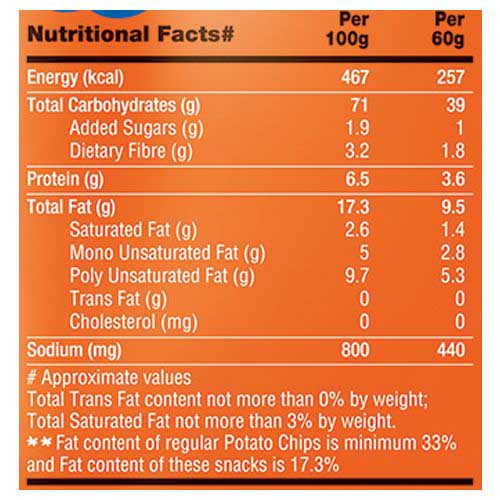 Nutritional Facts# Per 100g Per 60g
Energy (kcal) 467 257
Total Carbohydrates (g) 71 39
Added Sugars (g) 1.9 1
Dietary Fibre (g) 3.2 1.8
Protein (g) 6.5 3.6
Total Fat (g) 17.3 9.5
Saturated Fat (g) 2.6 1.4
Mono Unsaturated Fat (g) 5 2.8
Poly Unsaturated Fat (g) 9.7 5.3
Trans Fat (g) 0 0
Cholesterol (mg) 0 0
Sodium (mg) 800 440
# Approximate values
Total Trans Fat content not more than 0% by weight;
Total Saturated Fat not more than 3% by weight.
**Fat content of regular Potato Chips is minimum 33%
and Fat content of these snacks is 17.3%